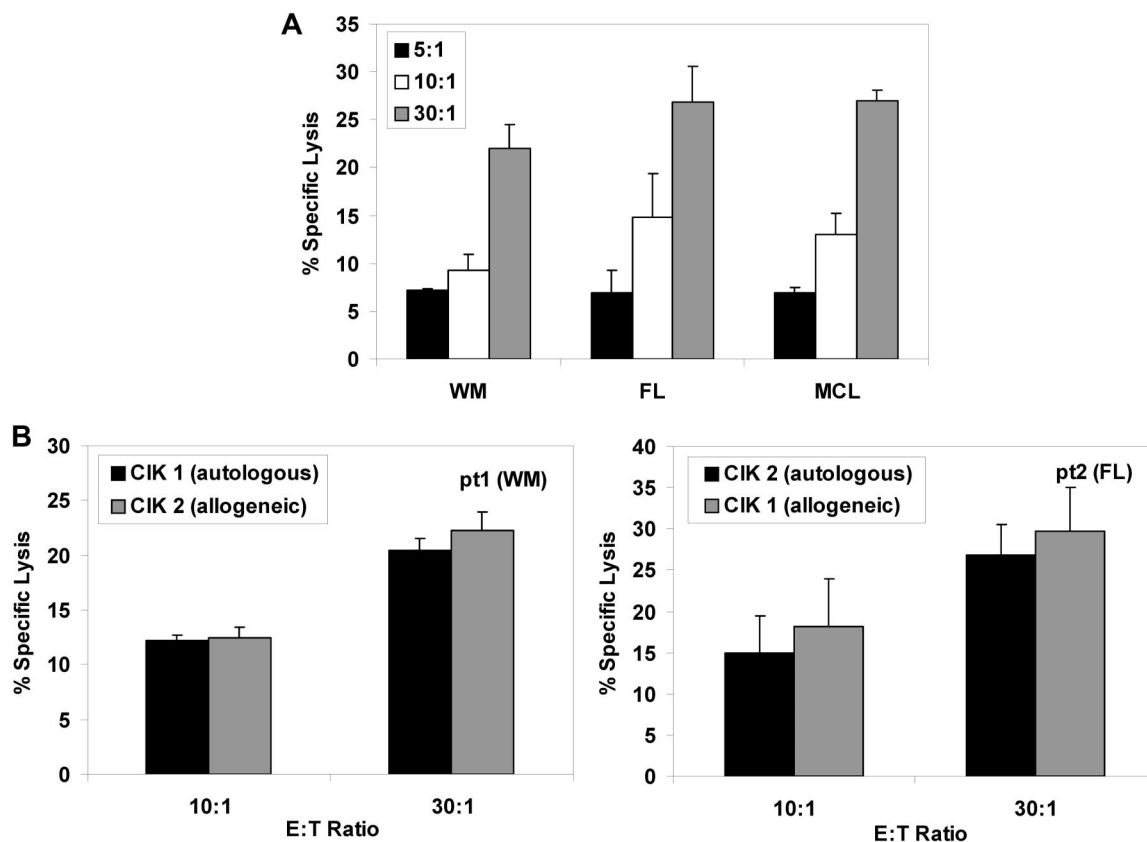 A
35
30
25
20
15
10
5
0
% Specific Lysis
5:1
10:1
30:1
WM FL MCL
B
30
25
20
15
10
5
0
% Specific Lysis
CIK 1 (autologous)
CIK 2 (allogeneic)
pt1 (WM)
10:1 30:1
E:T Ratio
40
35
30
25
20
15
10
5
0
% Specific Lysis
CIK 2 (autologous)
CIK 1 (allogeneic)
pt2 (FL)
10:1 30:1
E:T Ratio